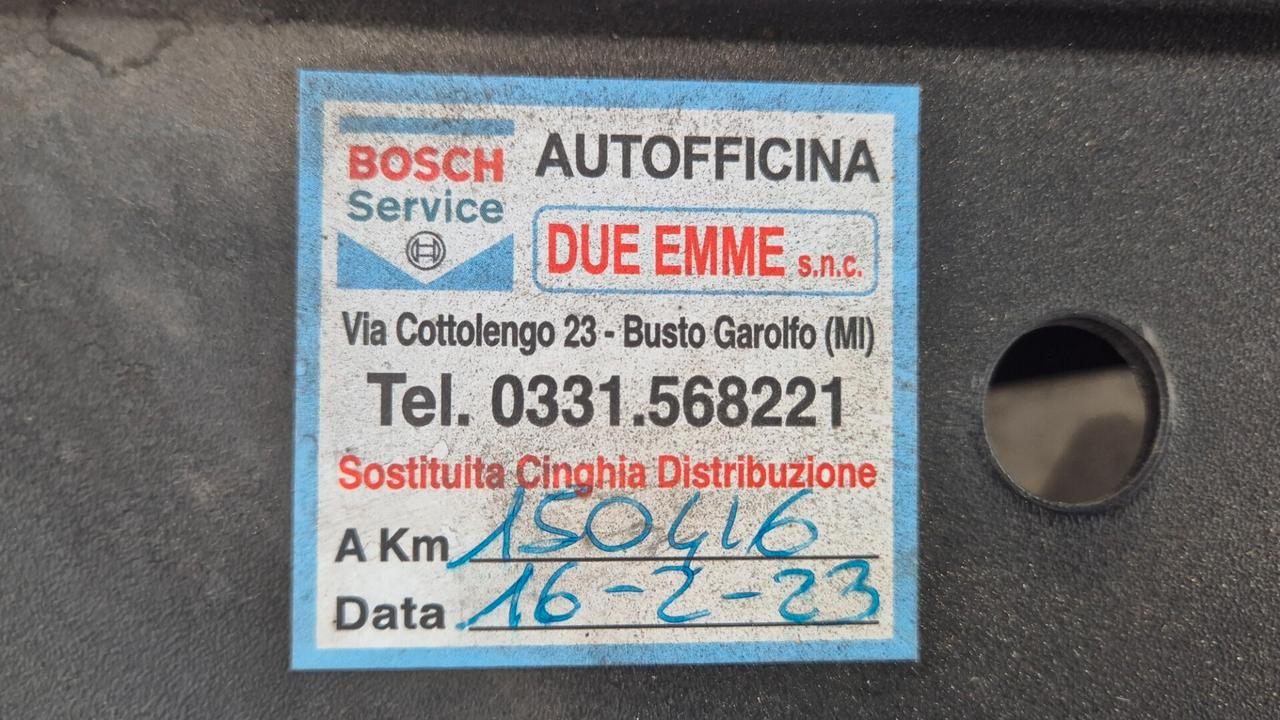 BOSCH
Service
AUTOFFICINA
DUE EMME s.n.c.
Via Cottolengo 23 - Busto Garolfo (MI)
Tel. 0331.568221
Sostituita Cinghia Distribuzione
A Km 150416
Data 16-2-23